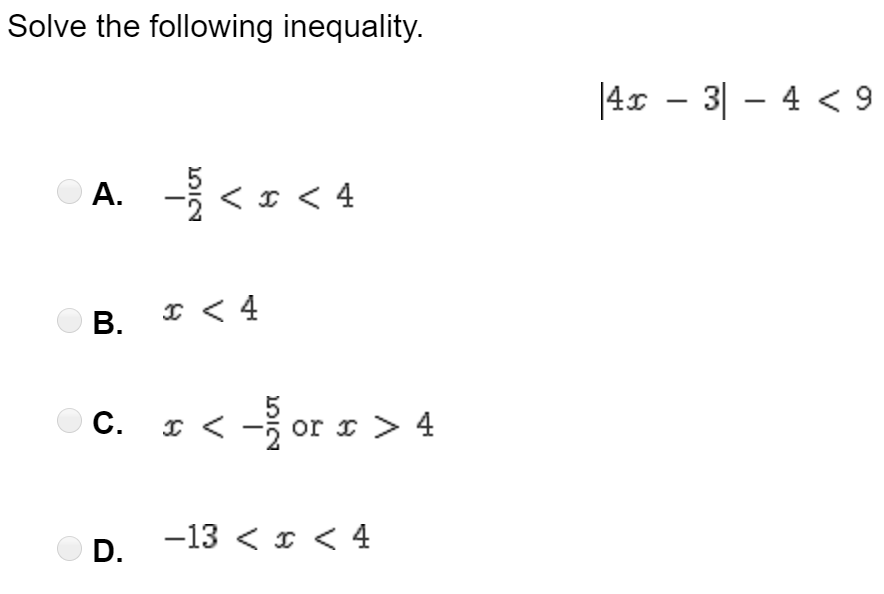 Solve the following inequality.
|4x − 3| − 4 < 9
A. −5/2 < x < 4
B. x < 4
C. x < −5/2 or x > 4
D. −13 < x < 4